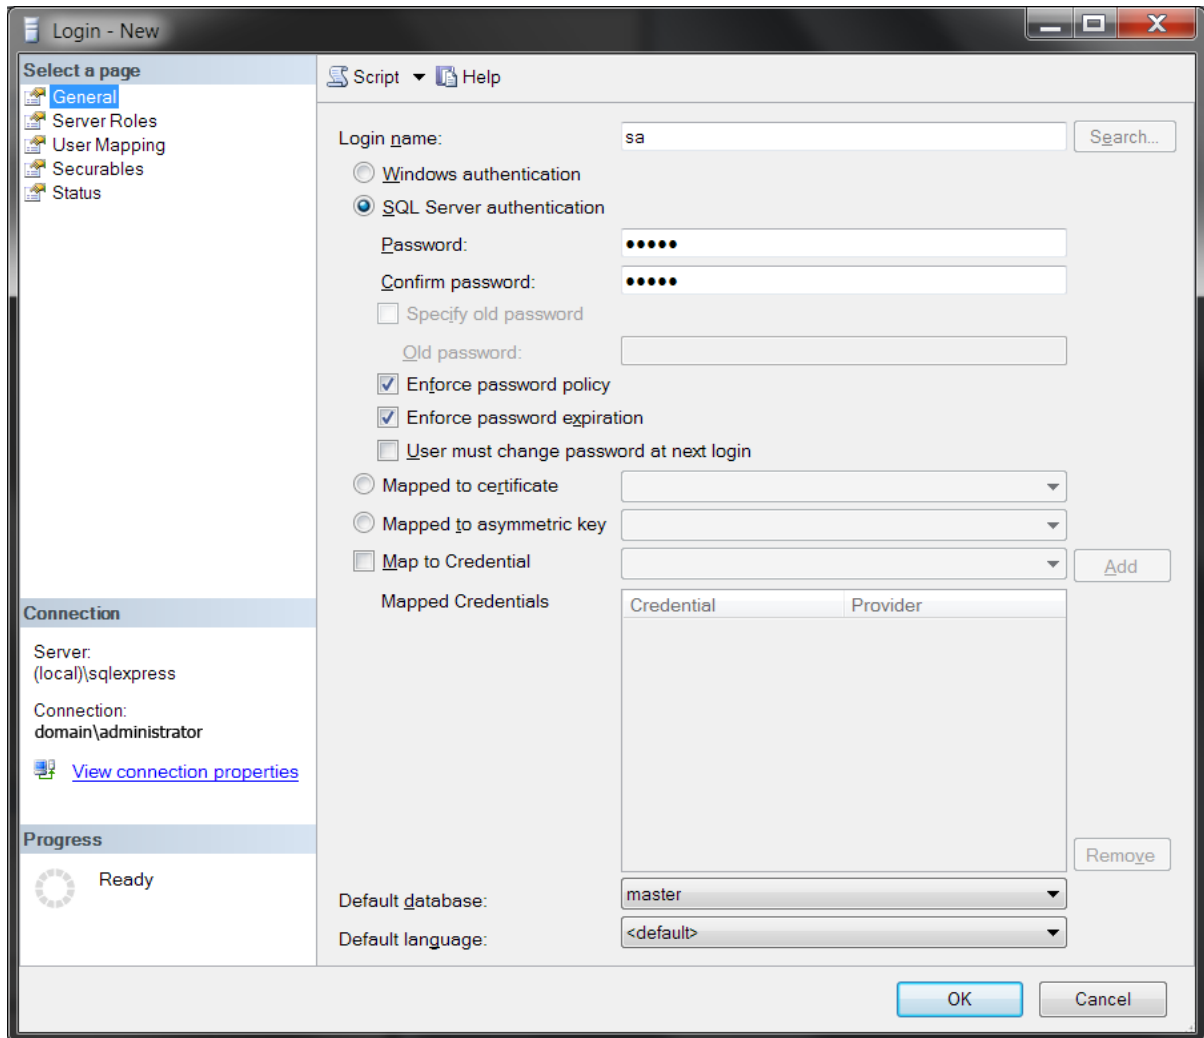 Login - New
Select a page
General
Server Roles
User Mapping
Securables
Status
Connection
Server:
(local)\sqlexpress
Connection:
domain\administrator
View connection properties
Progress
Ready
Script Help
Login name: sa Search...
Windows authentication
SQL Server authentication
Password: •••••
Confirm password: •••••
Specify old password
Old password:
Enforce password policy
Enforce password expiration
User must change password at next login
Mapped to certificate
Mapped to asymmetric key
Map to Credential Add
Mapped Credentials Credential Provider
Remove
Default database: master
Default language: <default>
OK Cancel